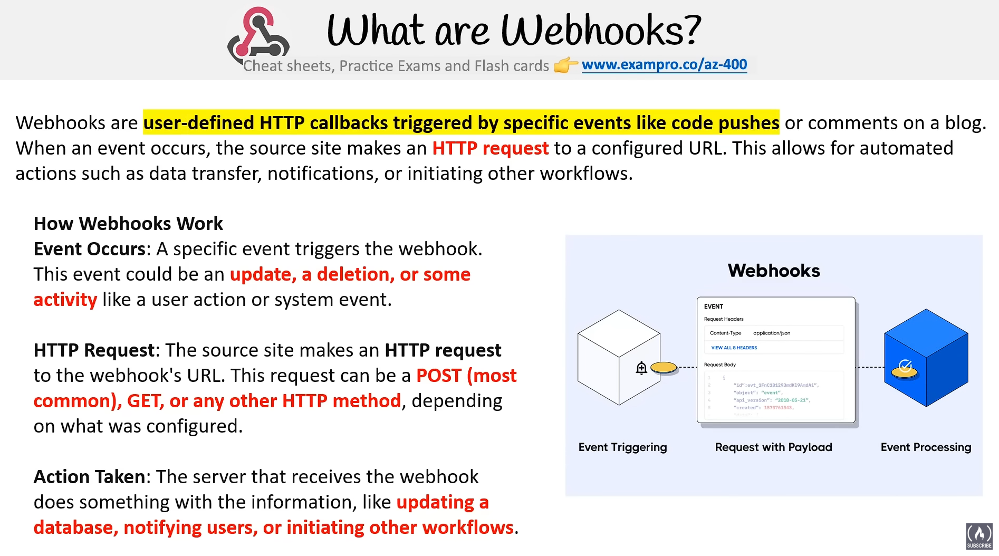 What are Webhooks?
Cheat sheets, Practice Exams and Flash cards 👉 www.exampro.co/az-400
Webhooks are user-defined HTTP callbacks triggered by specific events like code pushes or comments on a blog.
When an event occurs, the source site makes an HTTP request to a configured URL. This allows for automated
actions such as data transfer, notifications, or initiating other workflows.
How Webhooks Work
Event Occurs: A specific event triggers the webhook.
This event could be an update, a deletion, or some
activity like a user action or system event.
HTTP Request: The source site makes an HTTP request
to the webhook's URL. This request can be a POST (most
common), GET, or any other HTTP method, depending
on what was configured.
Action Taken: The server that receives the webhook
does something with the information, like updating a
database, notifying users, or initiating other workflows.
Webhooks
EVENT
Request Headers
Content-Type application/json
VIEW ALL 8 HEADERS
Request Body
1 {
2 "id":evt_1FnC1B1293mdKl9AmdAi",
3 "object": "event",
4 "api_version": "2018-05-21",
5 "created": 1575761543,
Event Triggering
Request with Payload
Event Processing
SUBSCRIBE